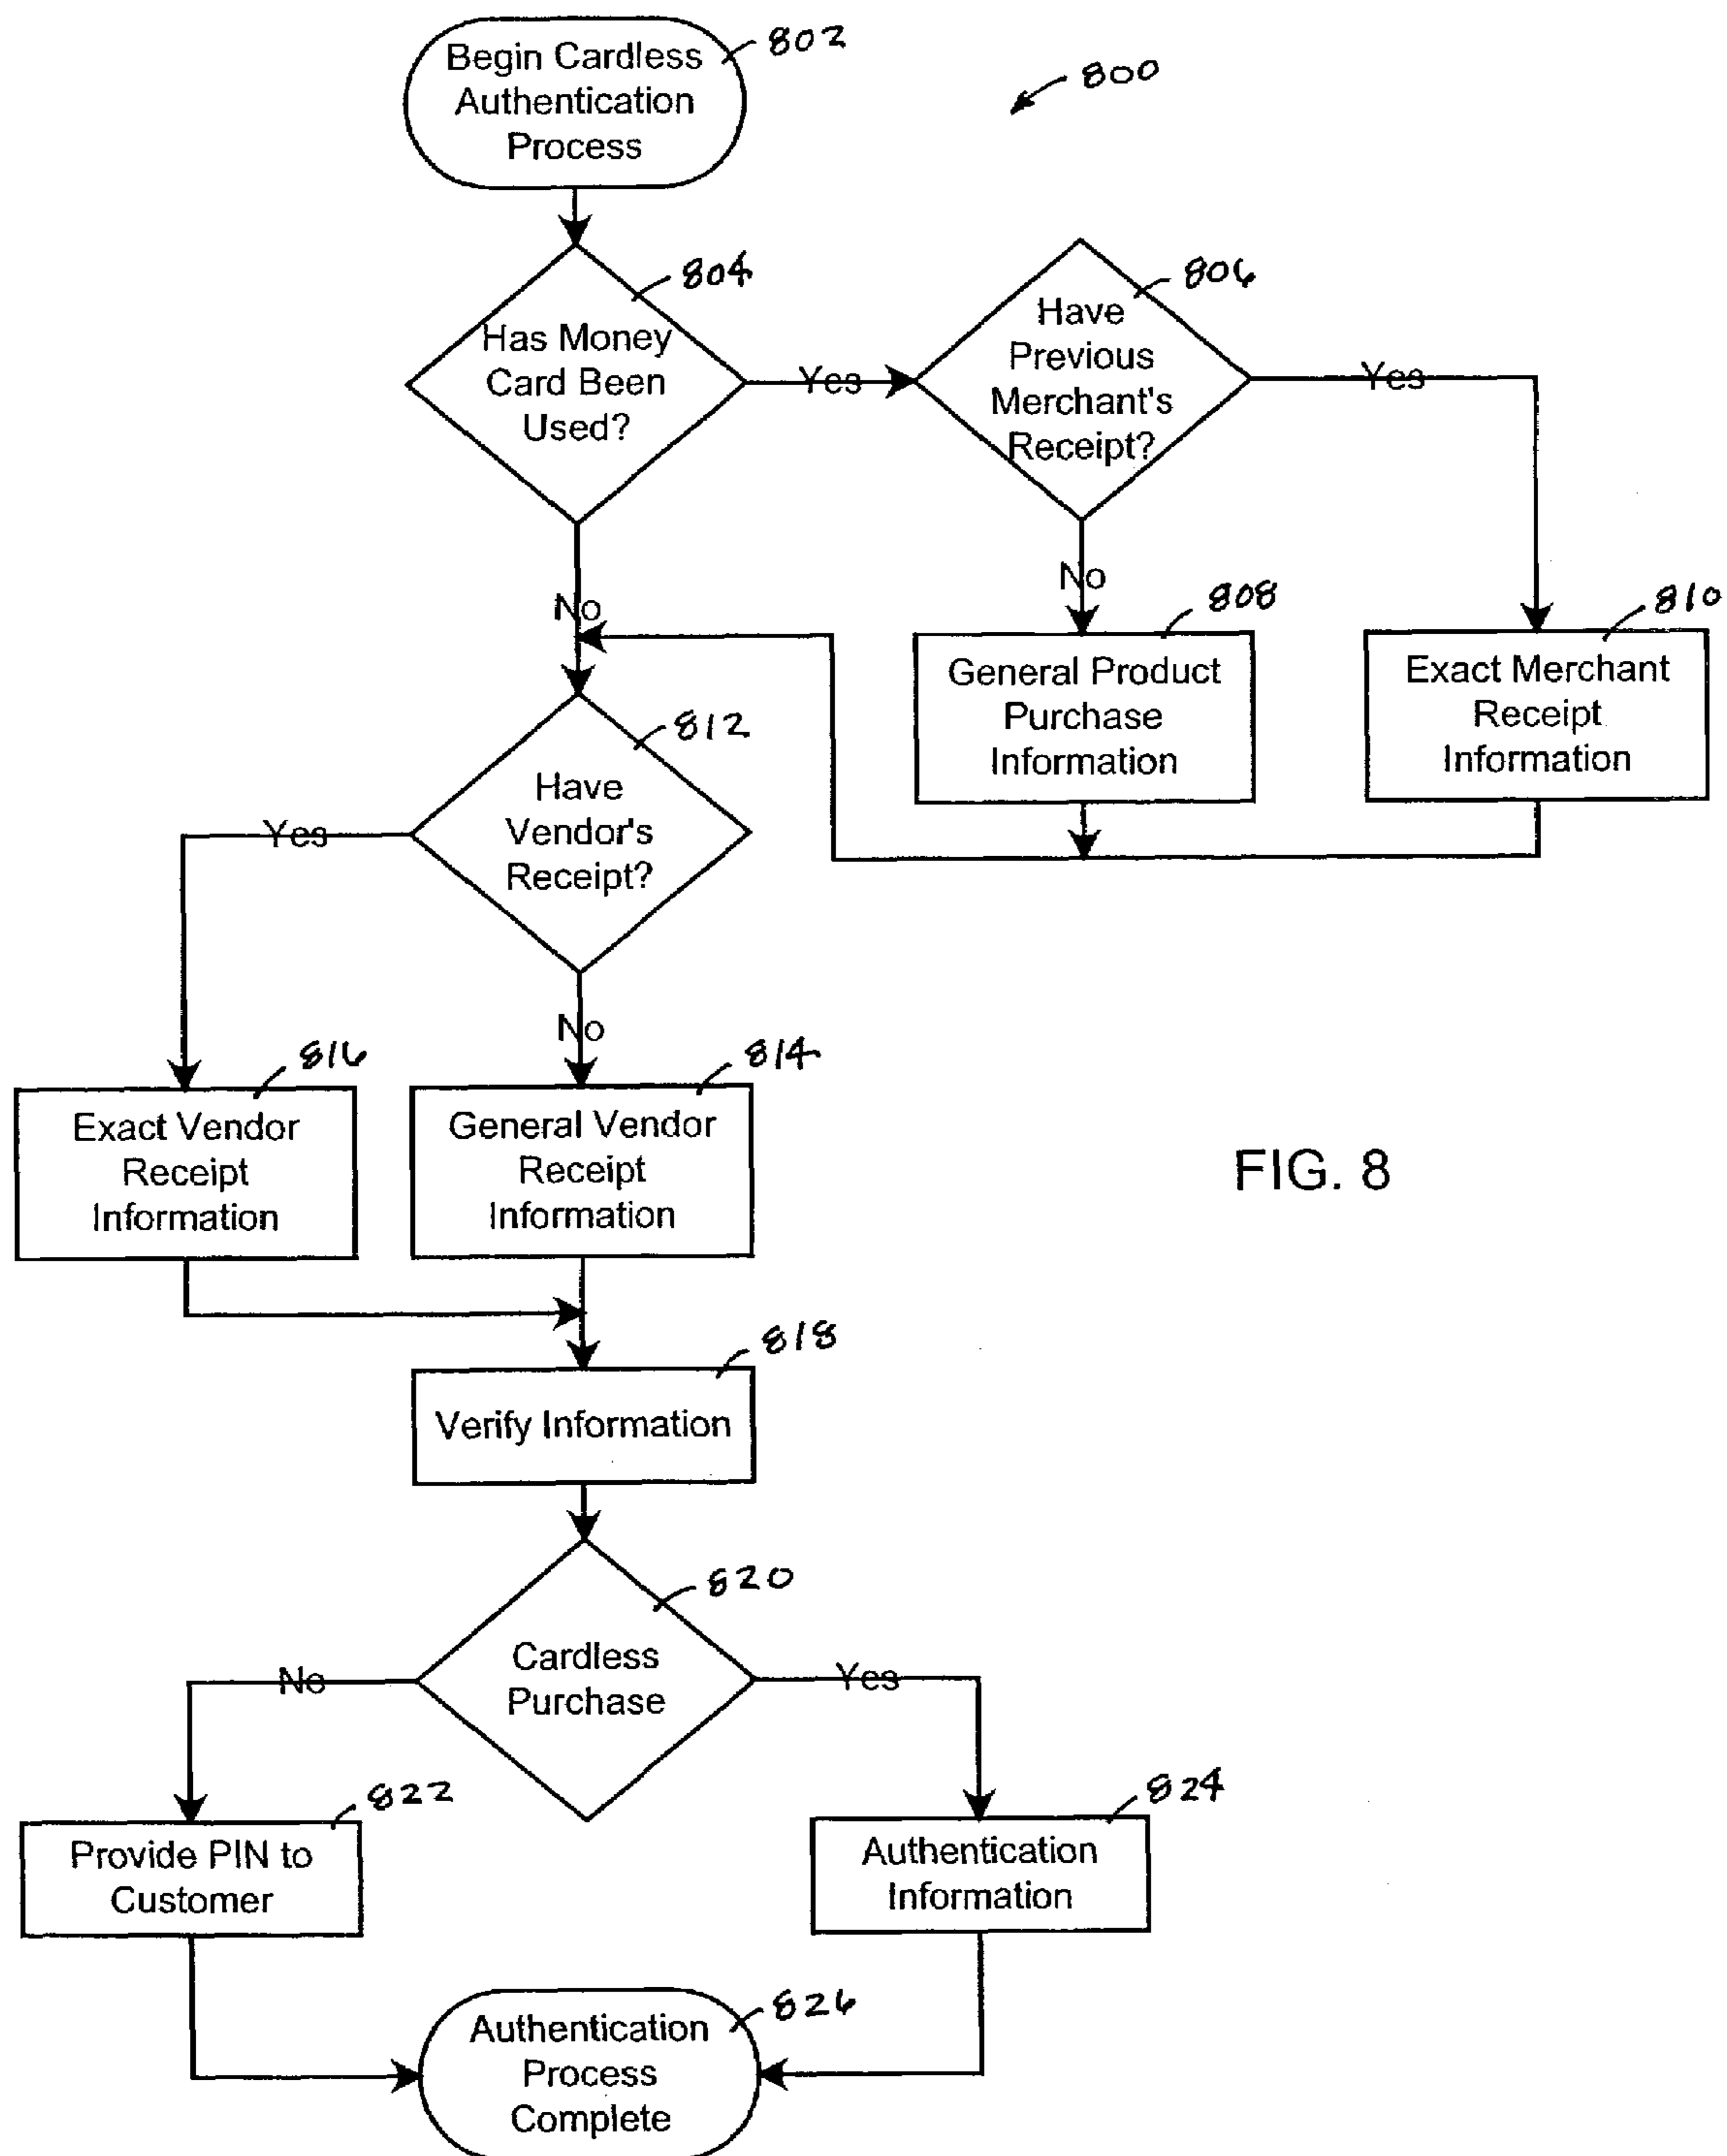 Begin Cardless
Authentication
Process
802
800
Has Money
Card Been
Used?
804
Yes
Have
Previous
Merchant's
Receipt?
806
Yes
No
No
General Product
Purchase
Information
808
Exact Merchant
Receipt
Information
810
Have
Vendor's
Receipt?
812
Yes
No
Exact Vendor
Receipt
Information
816
General Vendor
Receipt
Information
814
FIG. 8
Verify Information
818
Cardless
Purchase
820
No
Yes
Provide PIN to
Customer
822
Authentication
Information
824
Authentication
Process
Complete
826